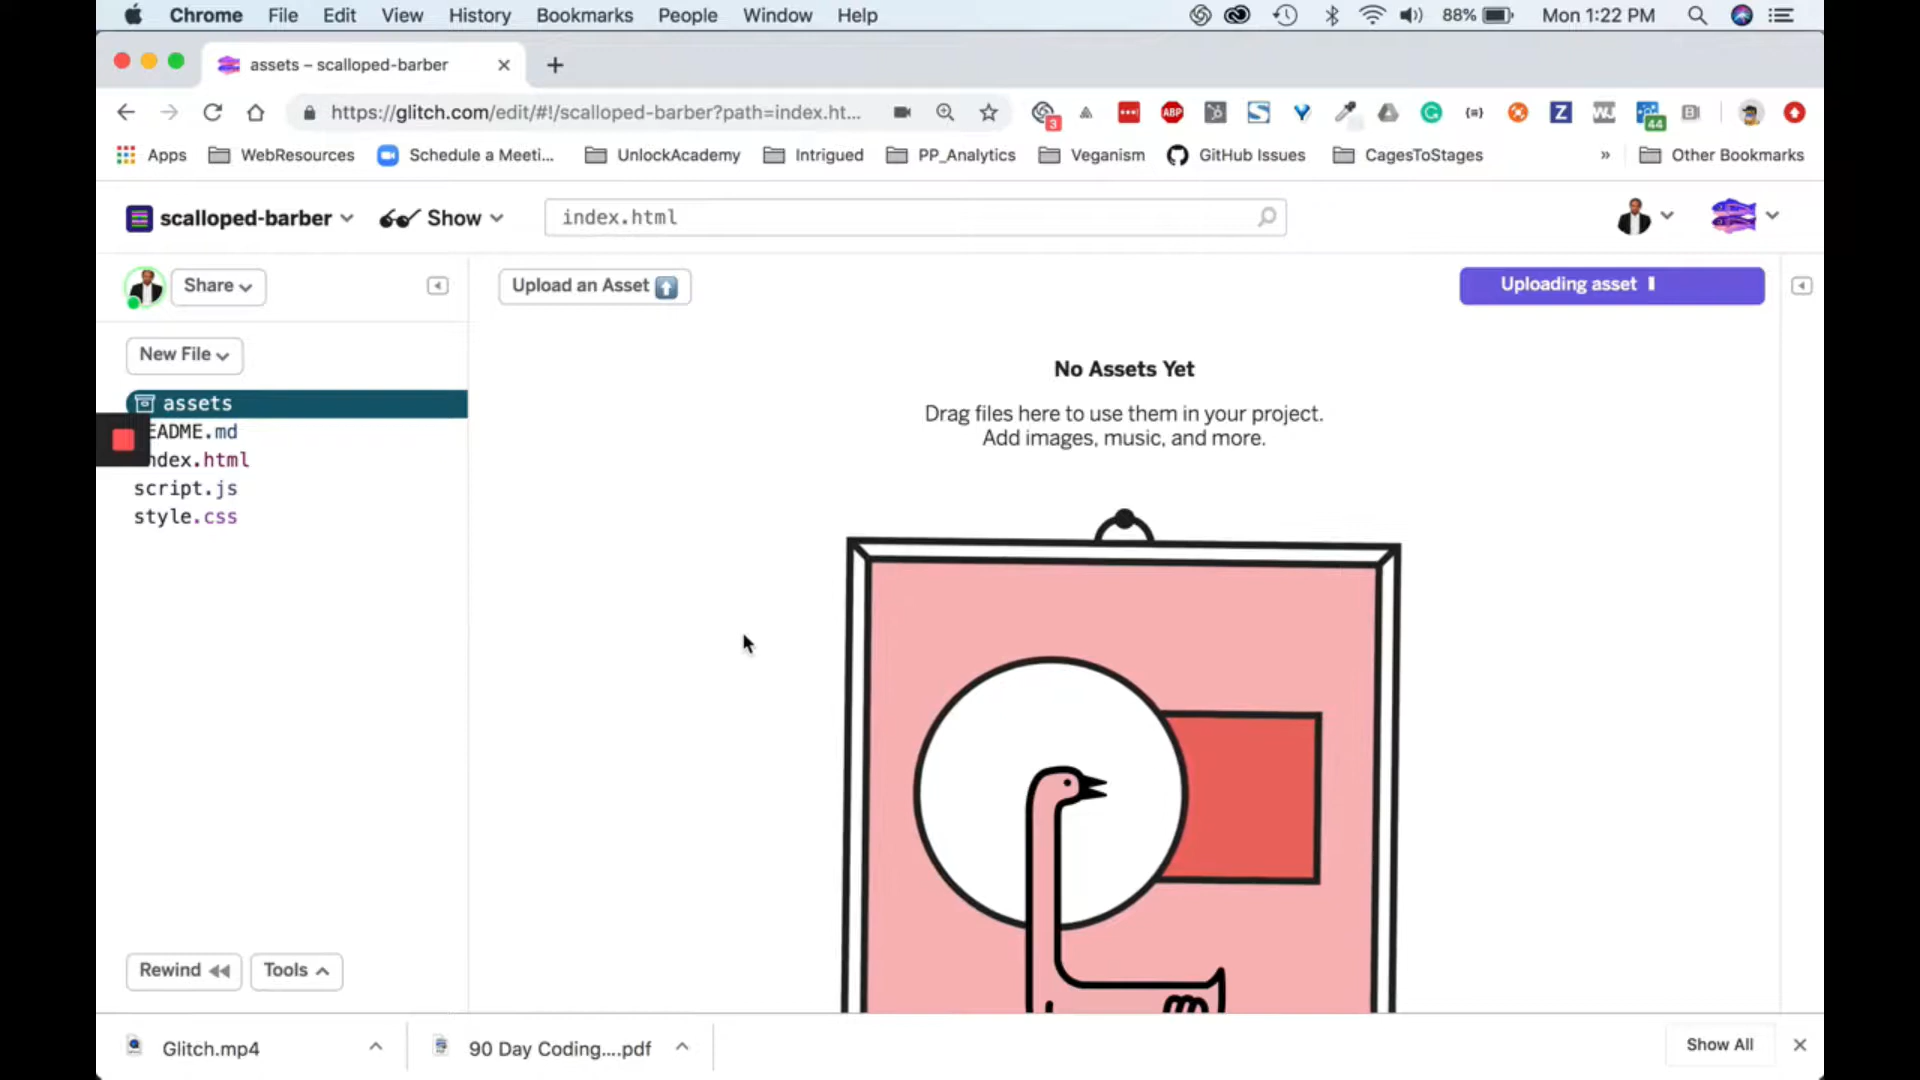 Chrome File Edit View History Bookmarks People Window Help 88% Mon 1:22 PM
assets – scalloped-barber
https://glitch.com/edit/#!/scalloped-barber?path=index.ht... 3 ABP {≡} Z 44
Apps WebResources Schedule a Meeti... UnlockAcademy Intrigued PP_Analytics Veganism GitHub Issues CagesToStages » Other Bookmarks
scalloped-barber Show index.html
Share Upload an Asset Uploading asset
New File
No Assets Yet
assets
Drag files here to use them in your project.
EADME.md
Add images, music, and more.
ndex.html
script.js
style.css
Rewind Tools
Glitch.mp4 90 Day Coding....pdf Show All